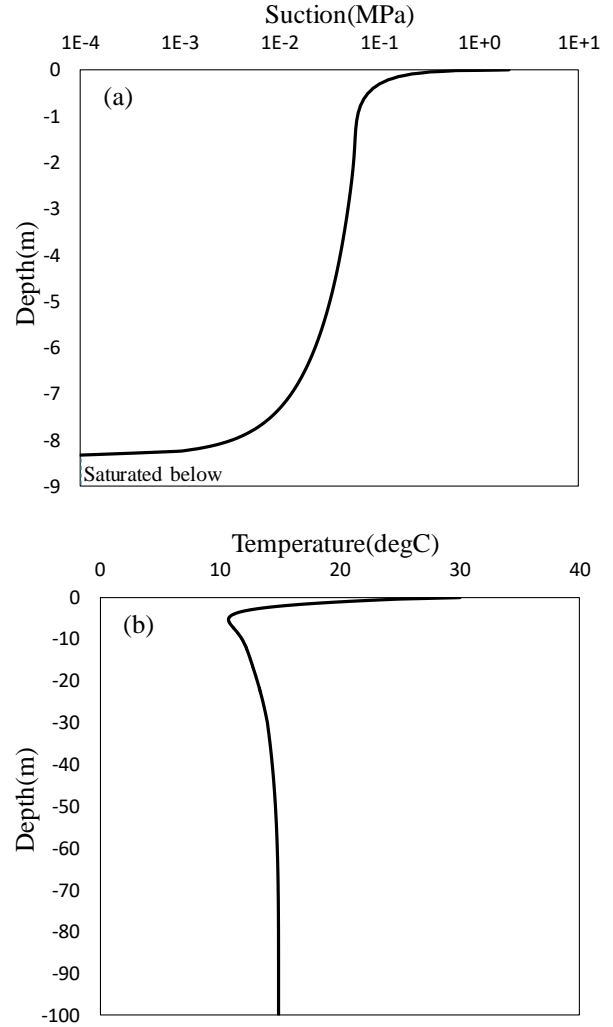 Suction(MPa)
1E-4 1E-3 1E-2 1E-1 1E+0 1E+1
0
(a)
-1
-2
-3
Depth(m)
-4
-5
-6
-7
-8
Saturated below
-9
Temperature(degC)
0 10 20 30 40
0
(b)
-10
-20
-30
-40
Depth(m)
-50
-60
-70
-80
-90
-100